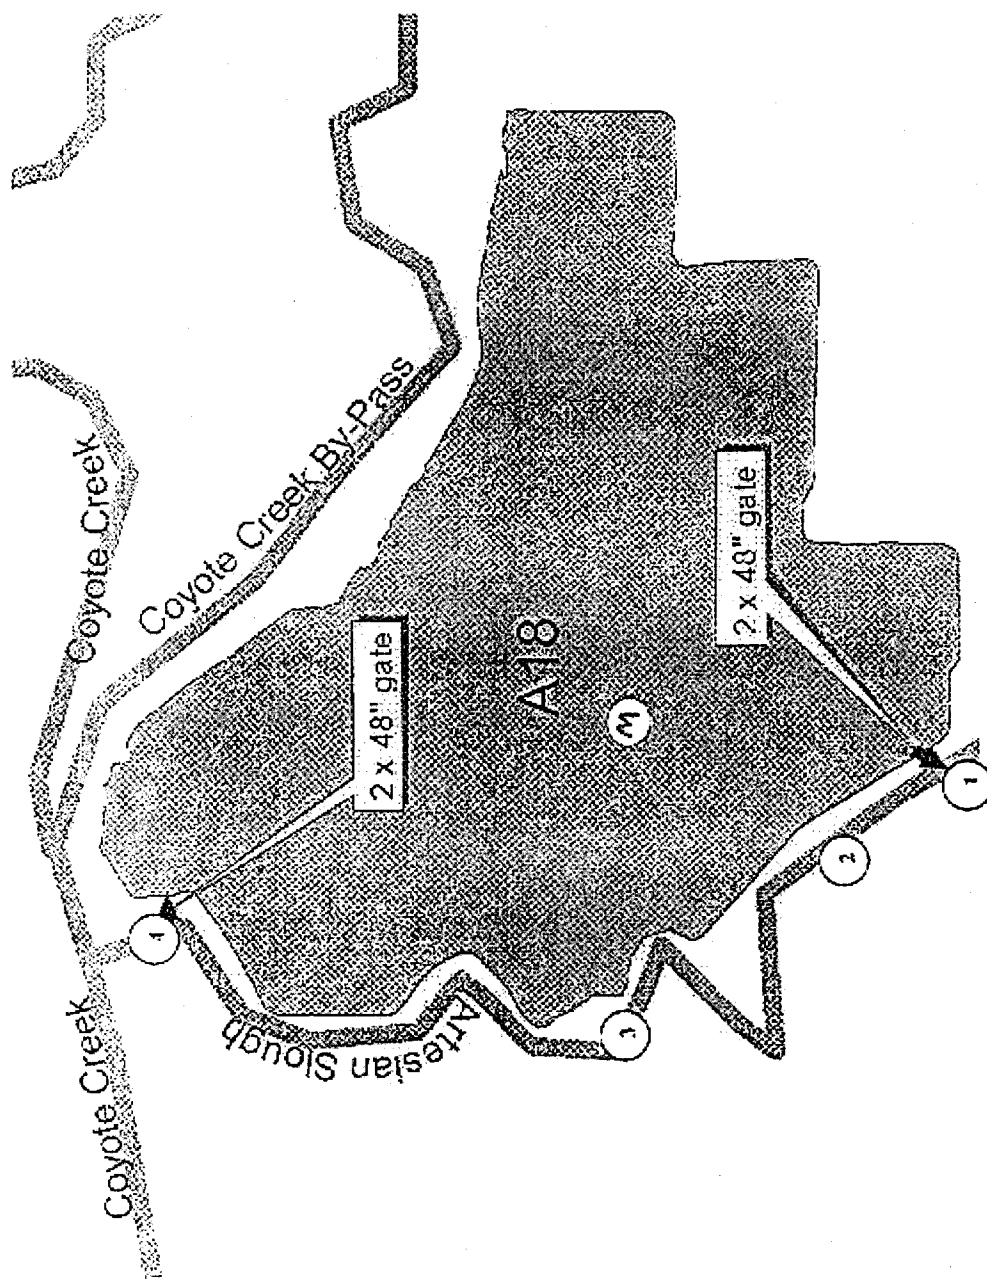 Coyote Creek
Coyote Creek By-Pass
Coyote Creek
2 x 48" gate
2 x 48" gate
A18
M
4
Artesian Slough
3
2
1